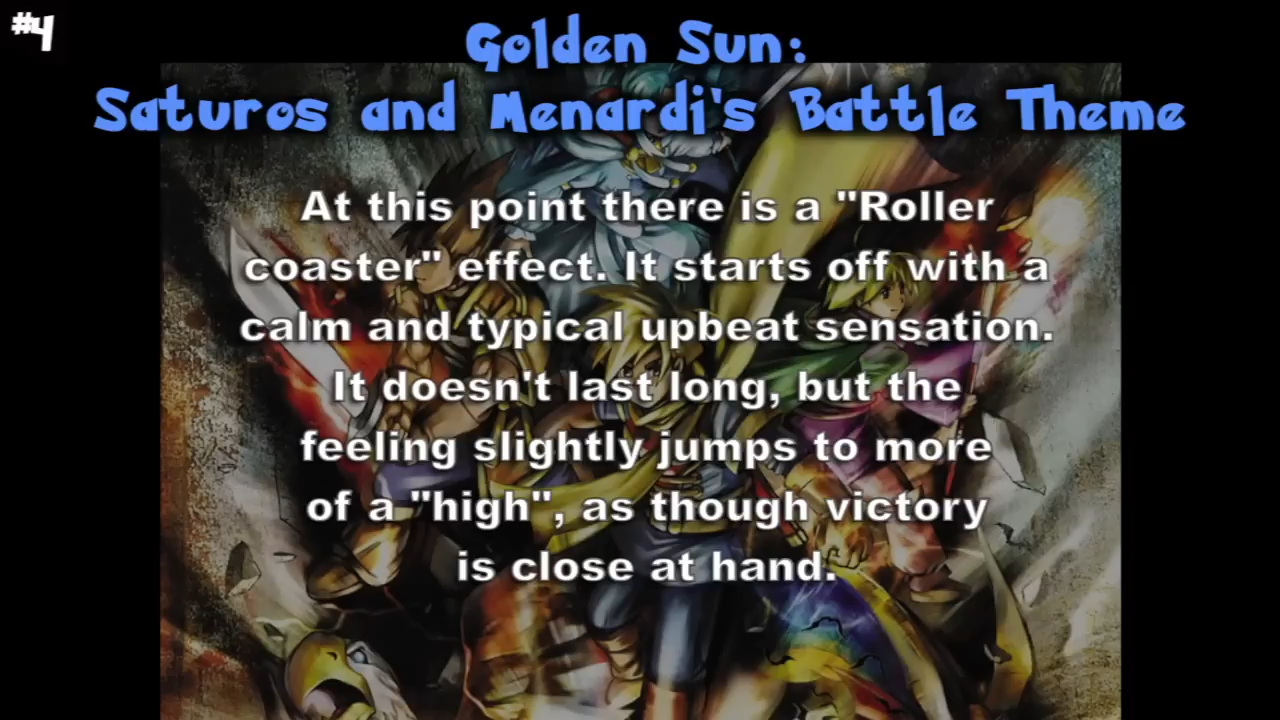 #4
Golden Sun:
Saturos and Menardi's Battle Theme
At this point there is a "Roller
coaster" effect. It starts off with a
calm and typical upbeat sensation.
It doesn't last long, but the
feeling slightly jumps to more
of a "high", as though victory
is close at hand.